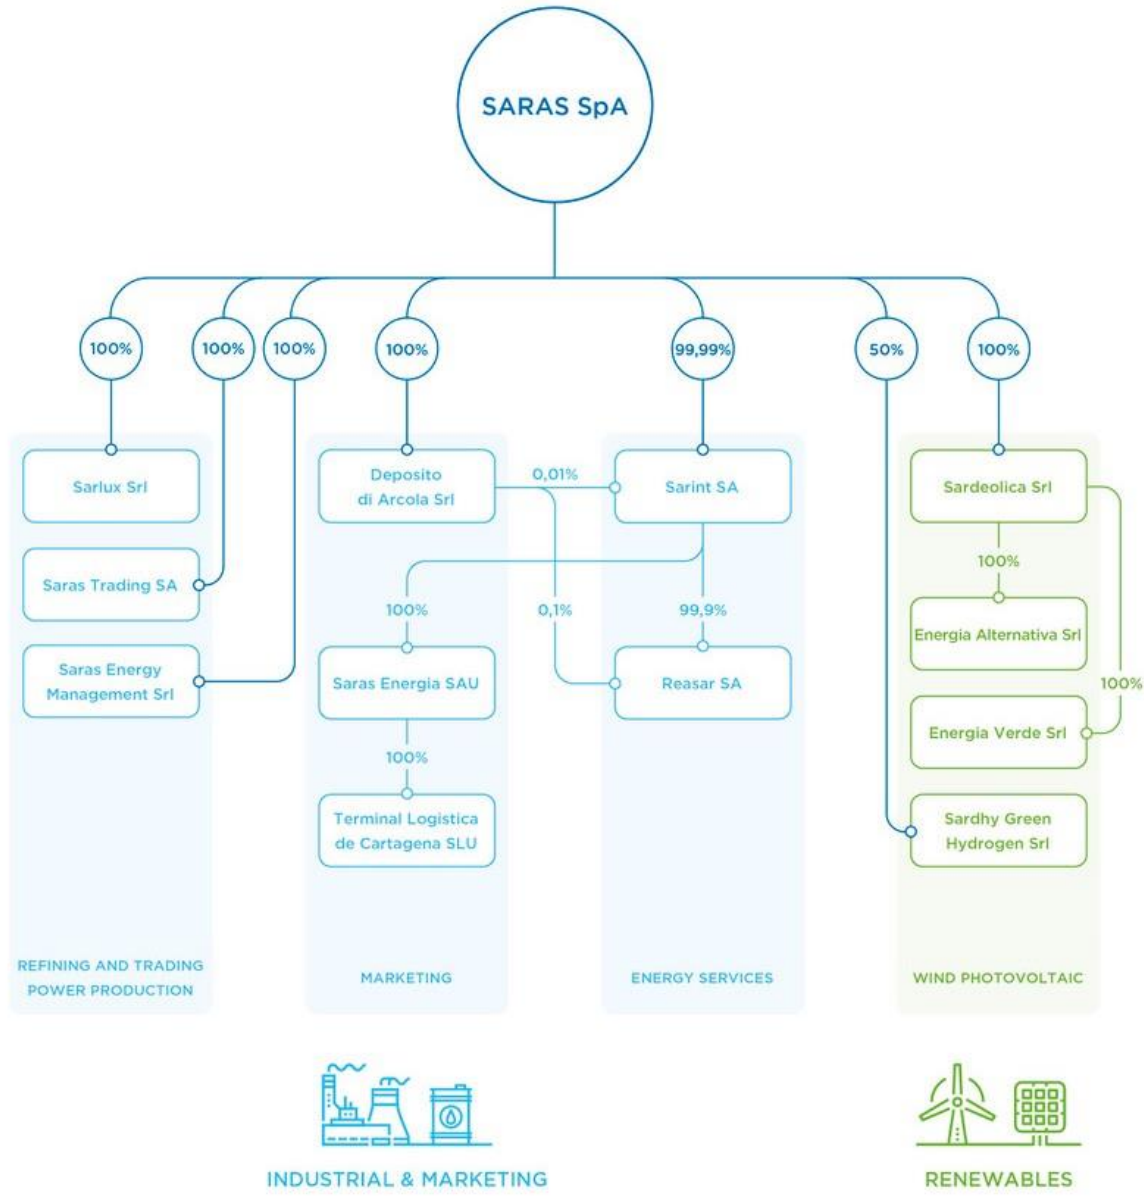 SARAS SpA
100%
100%
100%
100%
99,99%
50%
100%
Sarlux Srl
Saras Trading SA
Saras Energy
Management Srl
REFINING AND TRADING
POWER PRODUCTION
Deposito
di Arcola Srl
0,01%
0,1%
100%
Saras Energia SAU
100%
Terminal Logistica
de Cartagena SLU
MARKETING
Sarint SA
99,9%
Reasar SA
ENERGY SERVICES
Sardeolica Srl
100%
Energia Alternativa Srl
100%
Energia Verde Srl
Sardhy Green
Hydrogen Srl
WIND PHOTOVOLTAIC
INDUSTRIAL & MARKETING
RENEWABLES